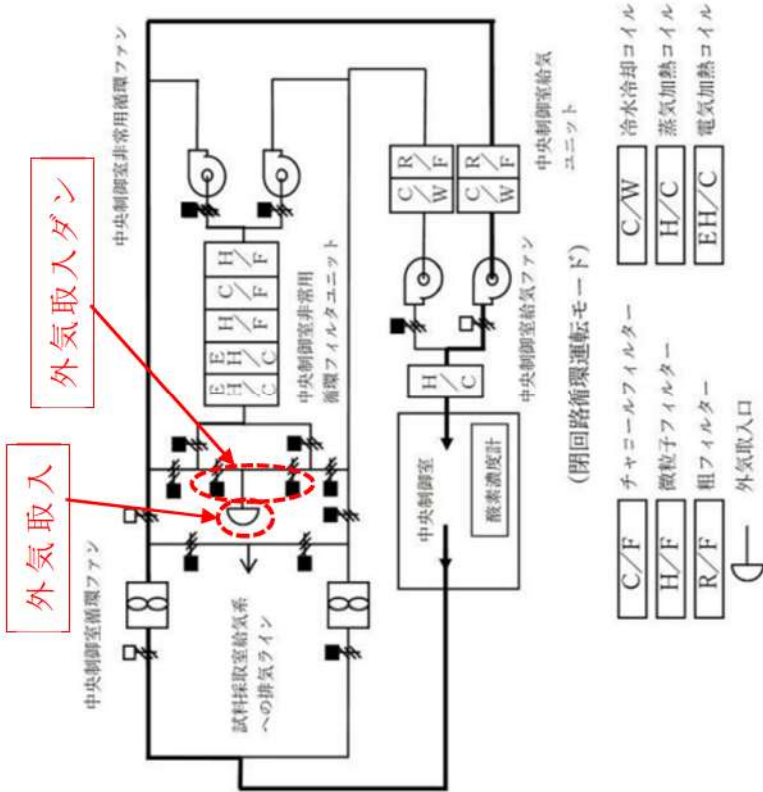 外気取入
外気取入ダン
中央制御室循環ファン
中央制御室非常用循環ファン
試料採取室給気系
への排気ライン
E
H
C
E
H
C
H
F
C
F
H
F
中央制御室非常用
循環フィルタユニット
中央制御室
酸素濃度計
H
C
C
W
R
F
C
W
R
F
中央制御室給気ファン
中央制御室給気
ユニット
(閉回路循環運転モード)
C/F
チャコールフィルター
H/F
微粒子フィルター
R/F
粗フィルター
外気取入口
C/W
冷水冷却コイル
H/C
蒸気加熱コイル
EH/C
電気加熱コイル